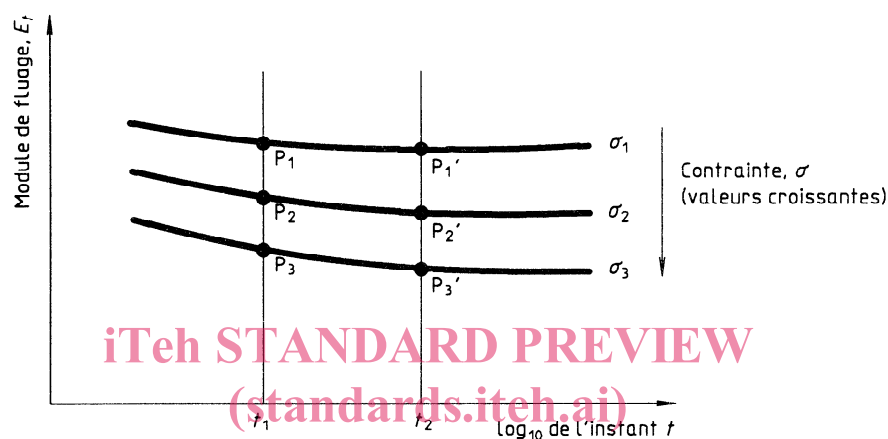 Module de fluage, Eₜ
P₁
P₁′
σ₁
P₂
P₂′
σ₂
P₃
P₃′
σ₃
Contrainte, σ
(valeurs croissantes)
iTeh STANDARD PREVIEW
(standards.iteh.ai)
t₁
t₂
log₁₀ de l'instant t